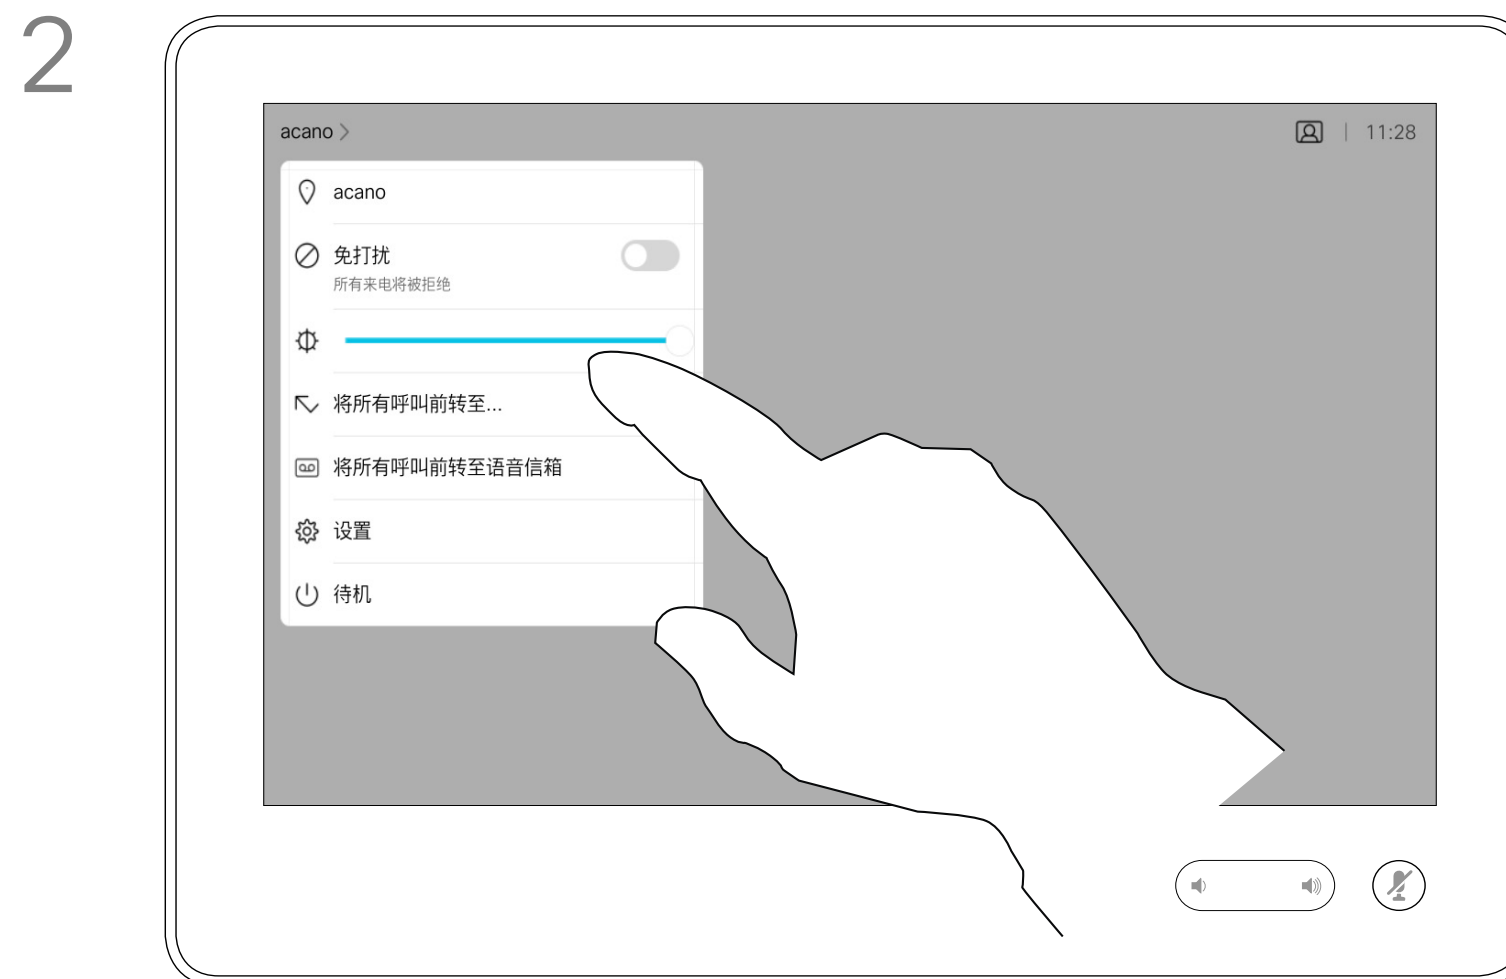 2
acano
11:28
acano
免打扰
所有来电将被拒绝
将所有呼叫前转至...
将所有呼叫前转至语音信箱
设置
待机